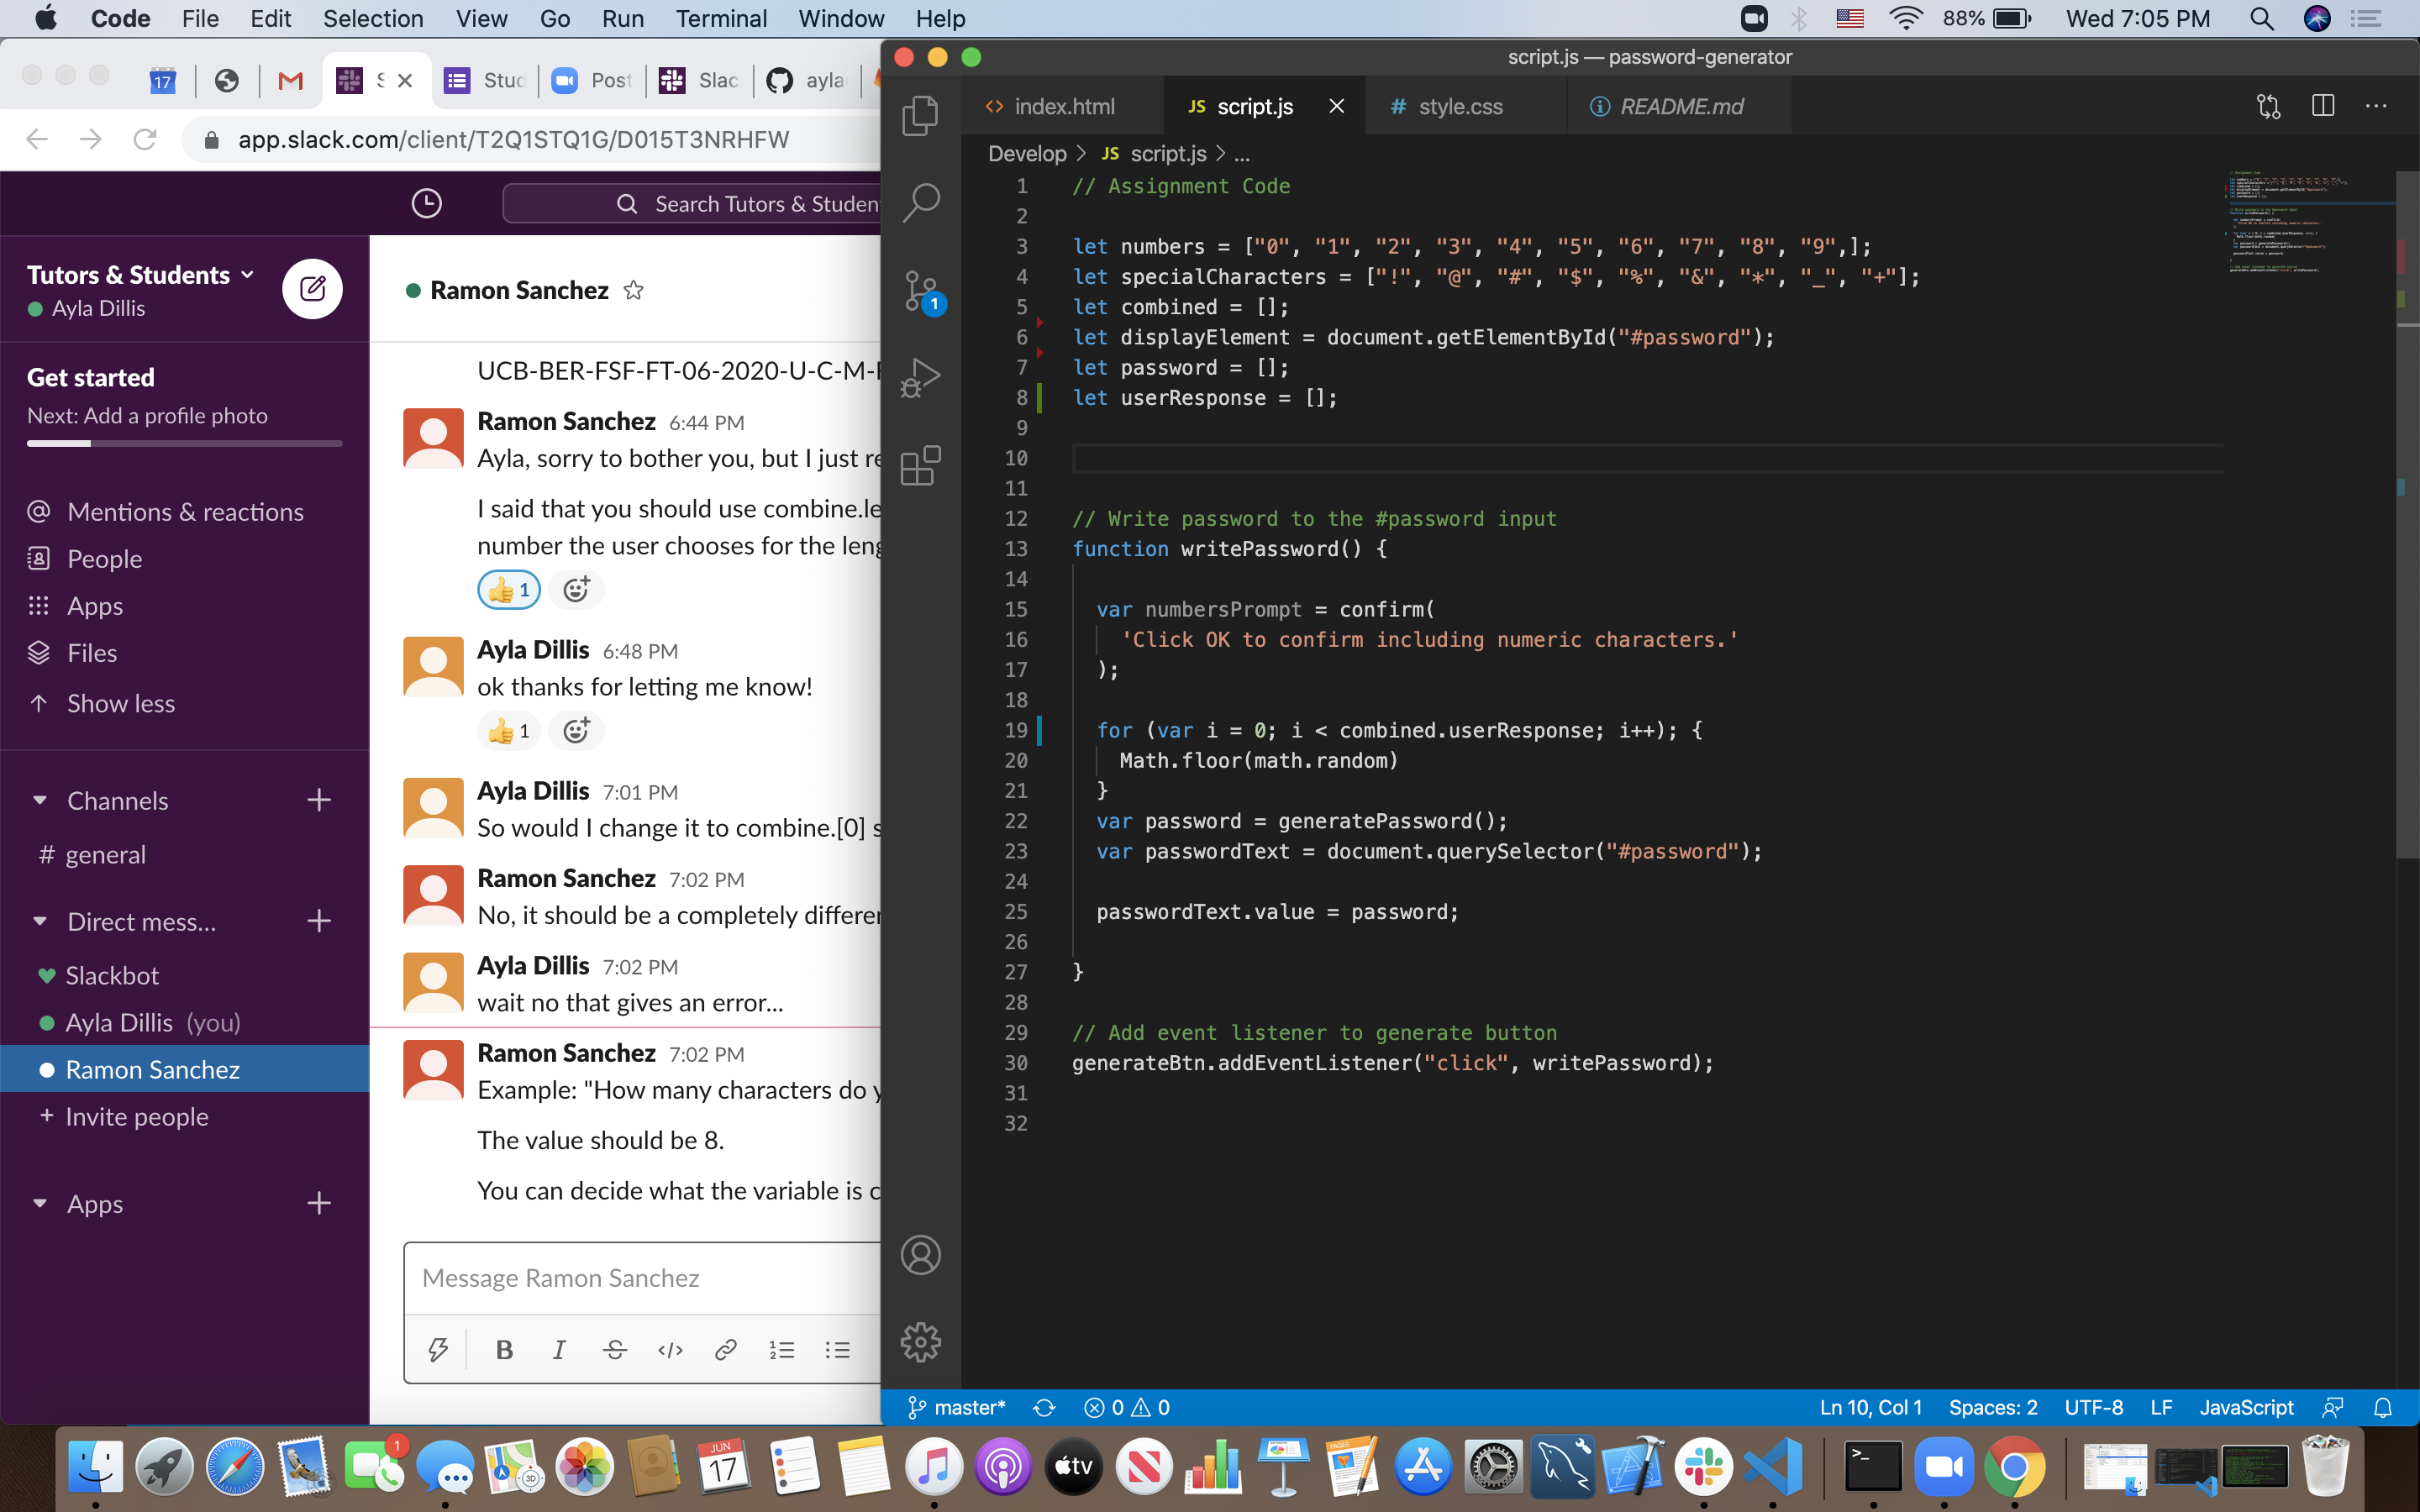 Code File Edit Selection View Go Run Terminal Window Help 88% Wed 7:05 PM
17 S Stud Post Slac ayla
app.slack.com/client/T2Q1STQ1G/D015T3NRHFW
Search Tutors & Studen
Tutors & Students
Ayla Dillis
Get started
Next: Add a profile photo
Mentions & reactions
People
Apps
Files
Show less
Channels
# general
Direct mess...
Slackbot
Ayla Dillis (you)
Ramon Sanchez
+ Invite people
Apps
Ramon Sanchez
UCB-BER-FSF-FT-06-2020-U-C-M-
Ramon Sanchez 6:44 PM
Ayla, sorry to bother you, but I just re
I said that you should use combine.le
number the user chooses for the leng
1
Ayla Dillis 6:48 PM
ok thanks for letting me know!
1
Ayla Dillis 7:01 PM
So would I change it to combine.[0] s
Ramon Sanchez 7:02 PM
No, it should be a completely differen
Ayla Dillis 7:02 PM
wait no that gives an error...
Ramon Sanchez 7:02 PM
Example: "How many characters do y
The value should be 8.
You can decide what the variable is c
Message Ramon Sanchez
script.js — password-generator
index.html JS script.js # style.css README.md
Develop > JS script.js > ...
1
1 // Assignment Code
2
3 let numbers = ["0", "1", "2", "3", "4", "5", "6", "7", "8", "9",];
4 let specialCharacters = ["!", "@", "#", "$", "%", "&", "*", "_", "+"];
5 let combined = [];
6 let displayElement = document.getElementById("#password");
7 let password = [];
8 let userResponse = [];
9
10
11
12 // Write password to the #password input
13 function writePassword() {
14
15 var numbersPrompt = confirm(
16 'Click OK to confirm including numeric characters.'
17 );
18
19 for (var i = 0; i < combined.userResponse; i++); {
20 Math.floor(math.random)
21 }
22 var password = generatePassword();
23 var passwordText = document.querySelector("#password");
24
25 passwordText.value = password;
26
27 }
28
29 // Add event listener to generate button
30 generateBtn.addEventListener("click", writePassword);
31
32
master* 0 0 Ln 10, Col 1 Spaces: 2 UTF-8 LF JavaScript
1 3D JUN 17 tv PAGES